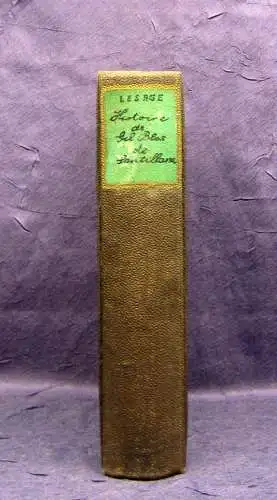 LESAGE
Histoire
de
Gil Blas
de
Santillane